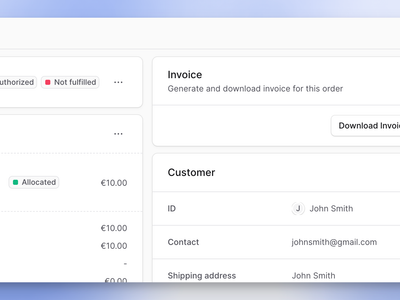 uthorized
Not fulfilled
Allocated
€10.00
€10.00
€10.00
-
€0.00
Invoice
Generate and download invoice for this order
Download Invoi
Customer
ID
J John Smith
Contact
johnsmith@gmail.com
Shipping address
John Smith